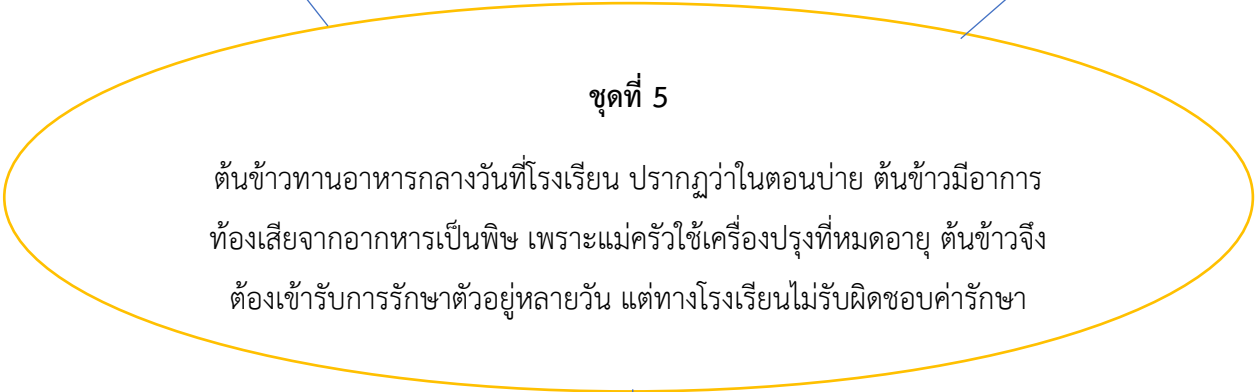 ชุดที่ 5
ต้นข้าวทานอาหารกลางวันที่โรงเรียน ปรากฏว่าในตอนบ่าย ต้นข้าวมีอาการ
ท้องเสียจากอากหารเป็นพิษ เพราะแม่ครัวใช้เครื่องปรุงที่หมดอายุ ต้นข้าวจึง
ต้องเข้ารับการรักษาตัวอยู่หลายวัน แต่ทางโรงเรียนไม่รับผิดชอบค่ารักษา